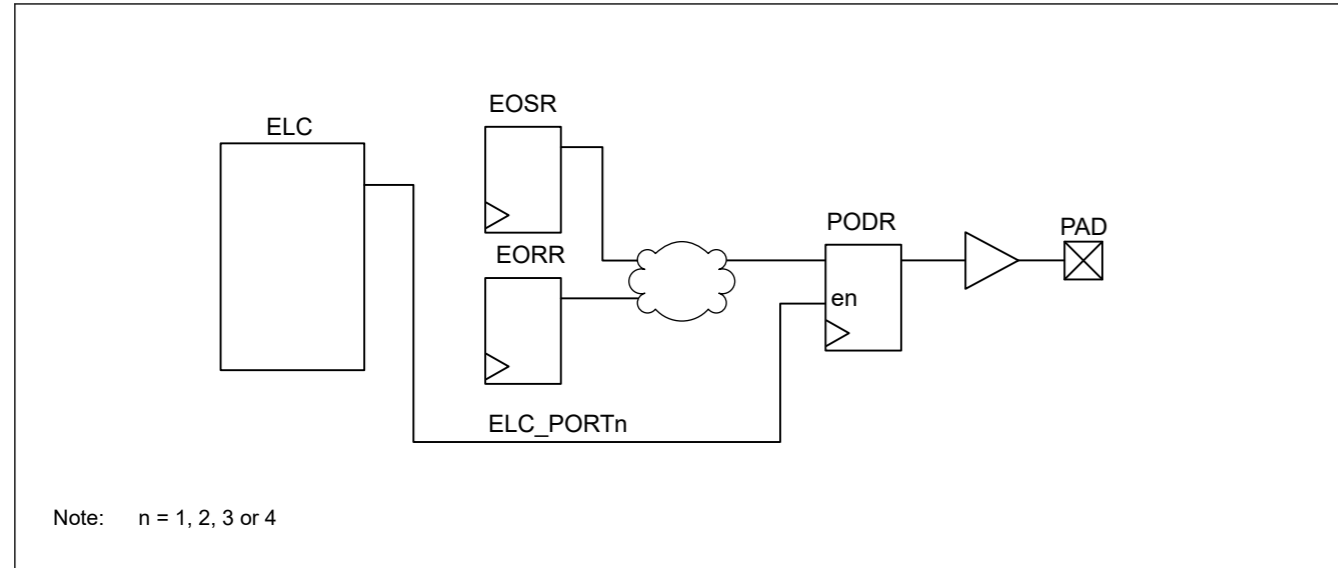 EOSR
ELC
PODR
PAD
EORR
en
ELC_PORTn
Note: n = 1, 2, 3 or 4